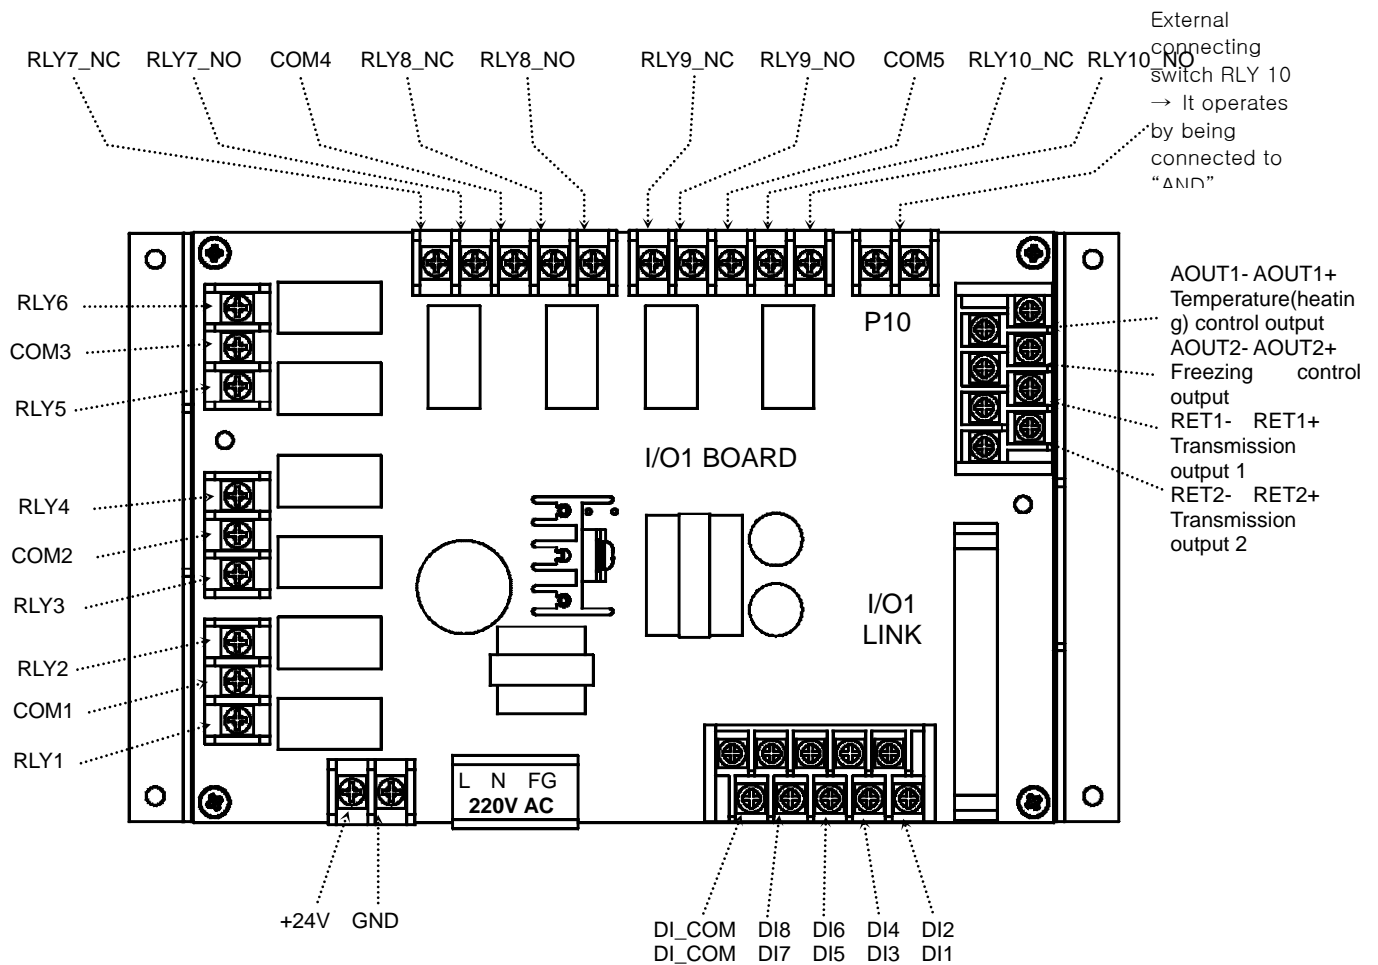 External
connecting
switch RLY 10
→ It operates
by being
connected to
“AND”
RLY7_NC RLY7_NO COM4 RLY8_NC RLY8_NO RLY9_NC RLY9_NO COM5 RLY10_NC RLY10_NO
RLY6
COM3
RLY5
RLY4
COM2
RLY3
RLY2
COM1
RLY1
P10
I/O1 BOARD
I/O1
LINK
AOUT1- AOUT1+
Temperature(heatin
g) control output
AOUT2- AOUT2+
Freezing control
output
RET1- RET1+
Transmission
output 1
RET2- RET2+
Transmission
output 2
L N FG
220V AC
+24V GND
DI_COM DI8 DI6 DI4 DI2
DI_COM DI7 DI5 DI3 DI1